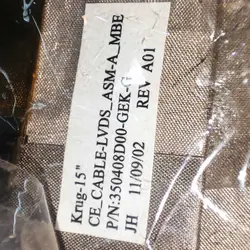 Krug-15"
CE_CABLE-LVDS_ASM-A_MBE
P/N:350408D00-GEK-G
REV A01
JH 11/09/02